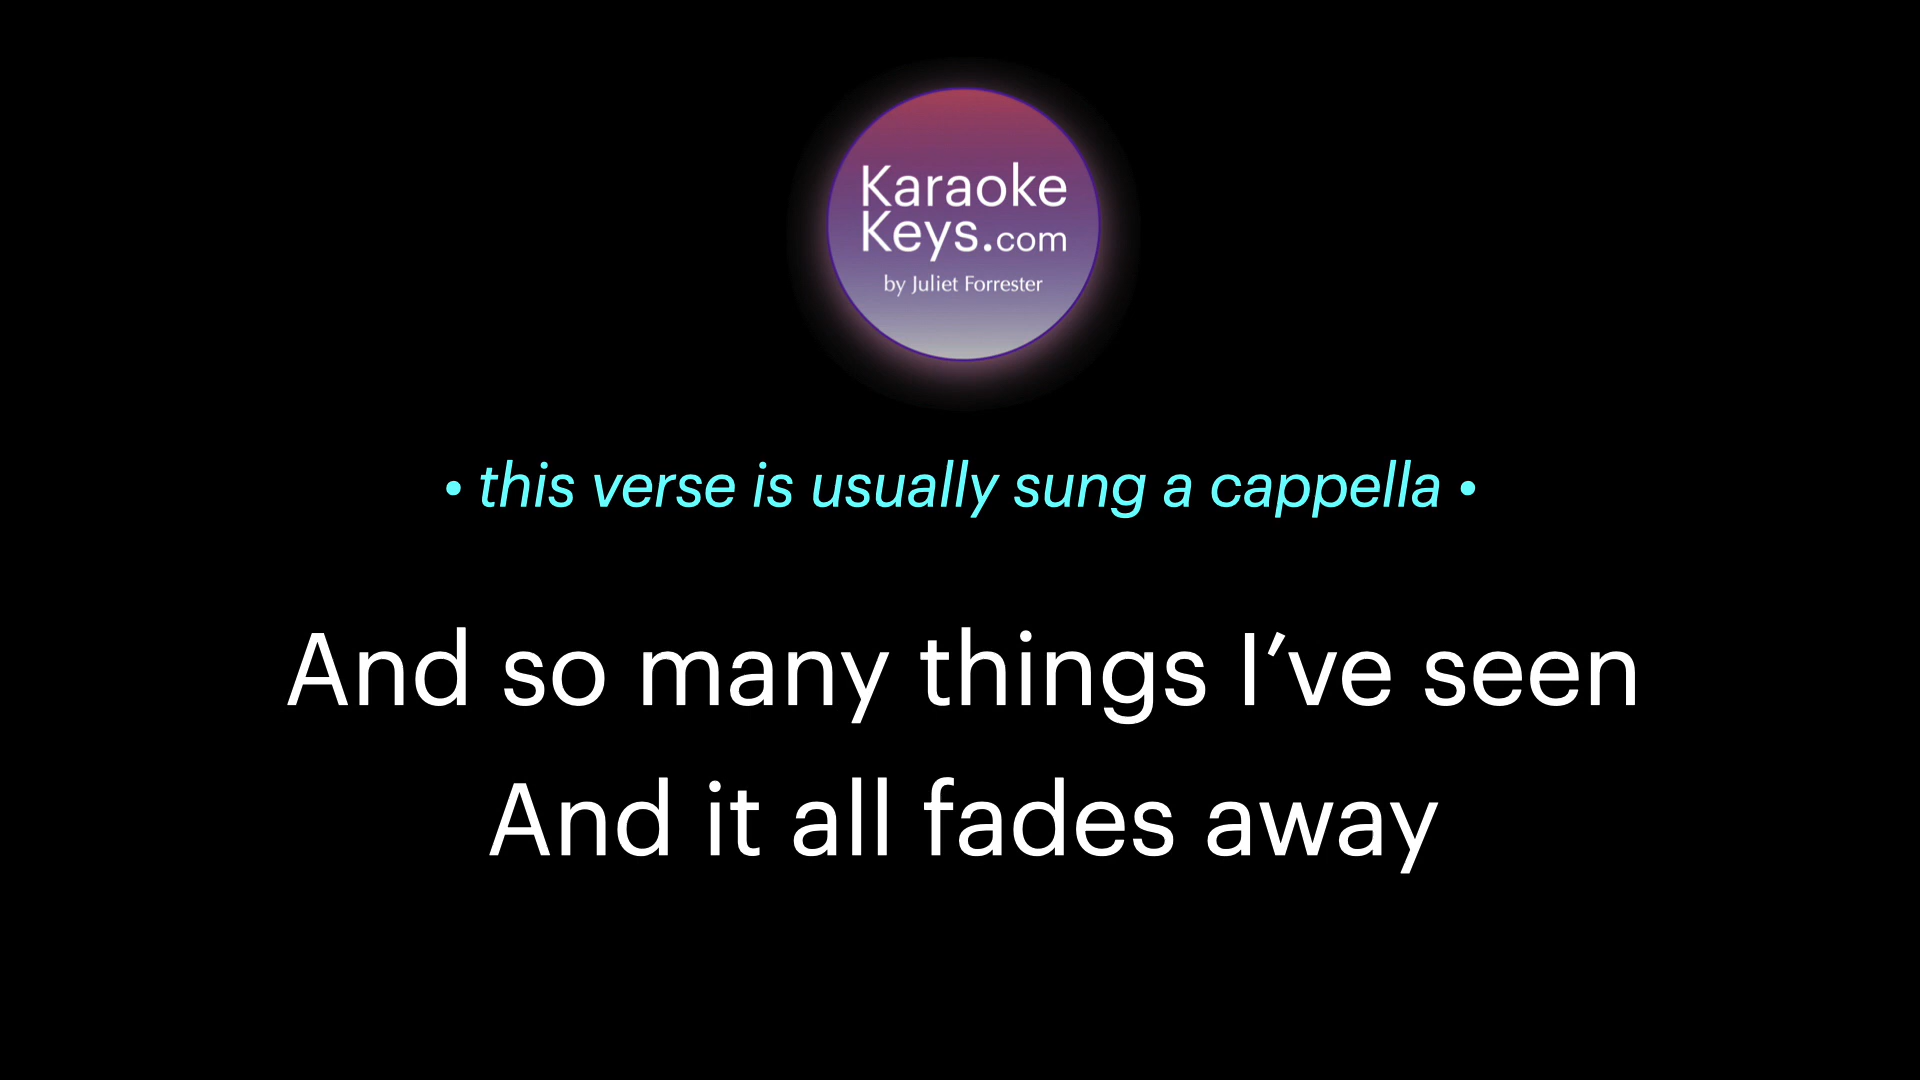 Karaoke
Keys.com
by Juliet Forrester
• this verse is usually sung a cappella •
And so many things I’ve seen
And it all fades away